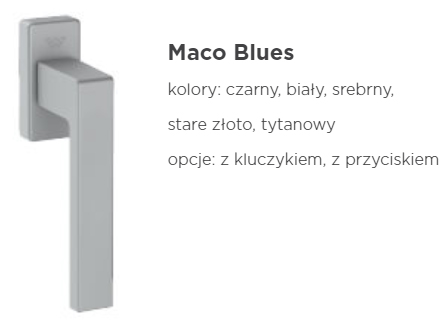 Maco Blues
kolory: czarny, biały, srebrny,
stare złoto, tytanowy
opcje: z kluczykiem, z przyciskiem